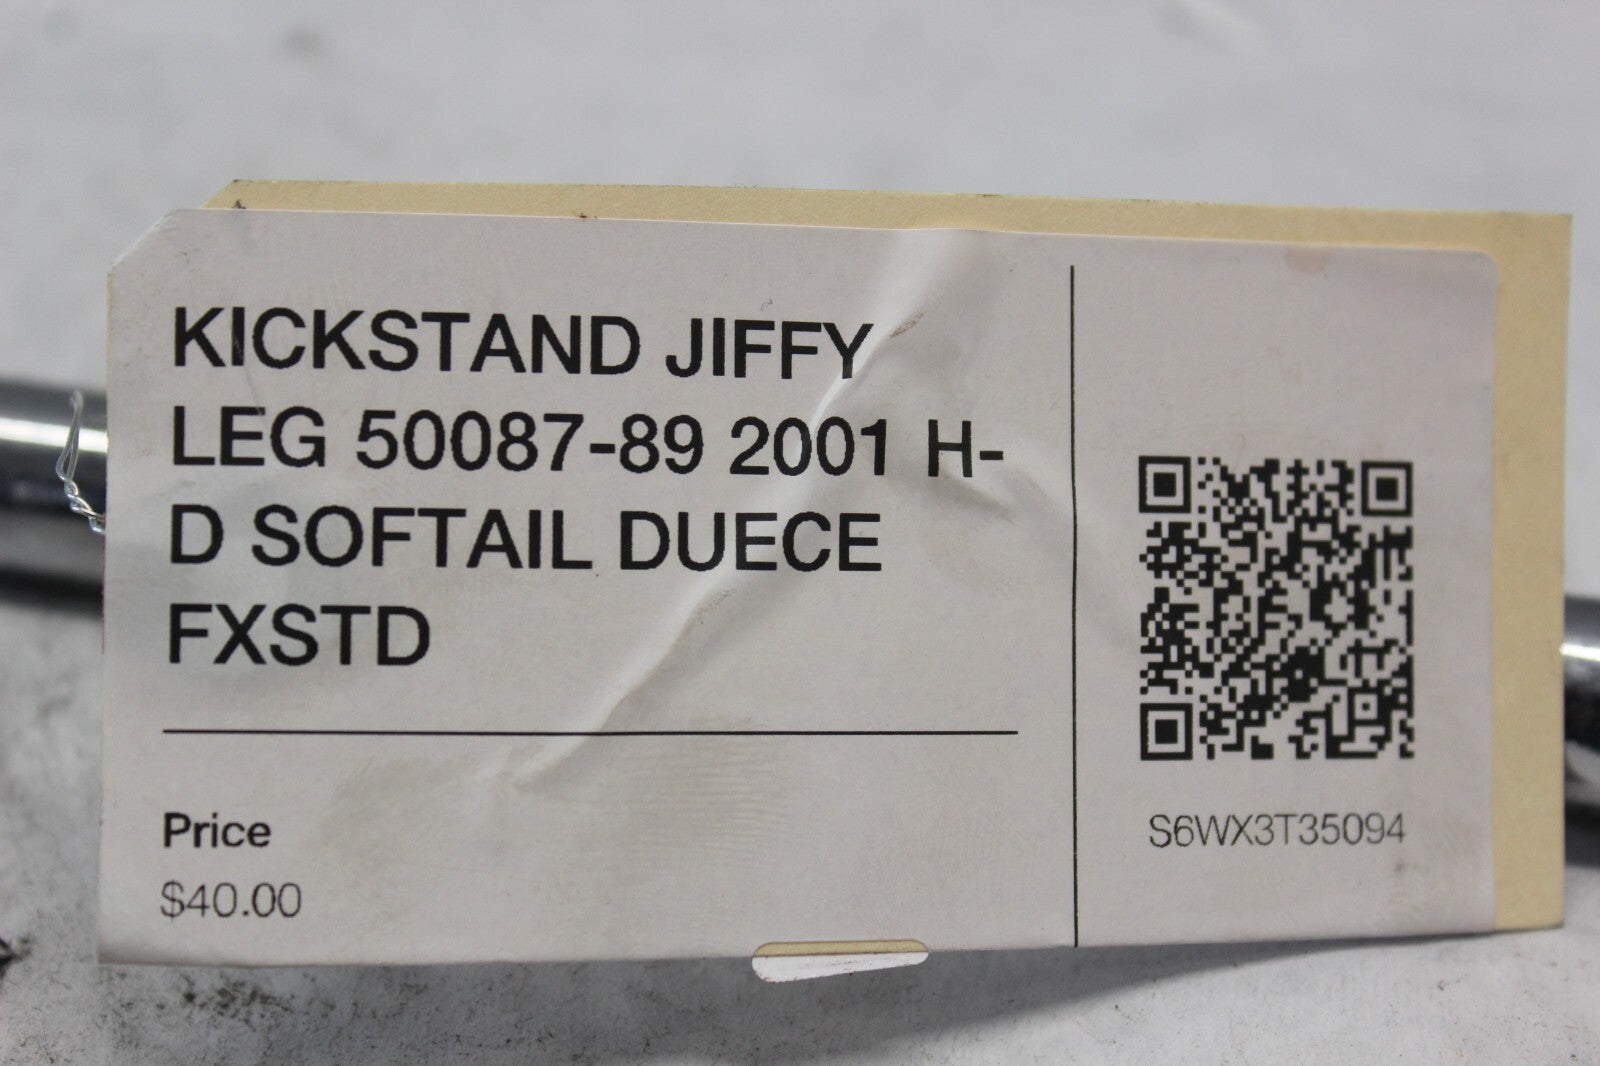 KICKSTAND JIFFY
LEG 50087-89 2001 H-
D SOFTAIL DUECE
FXSTD
Price
$40.00
S6WX3T35094